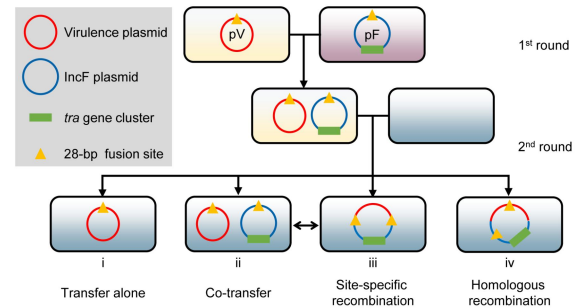 Virulence plasmid
IncF plasmid
tra gene cluster
28-bp fusion site
pV
pF
1st round
2nd round
i
ii
iii
iv
Transfer alone
Co-transfer
Site-specific
recombination
Homologous
recombination